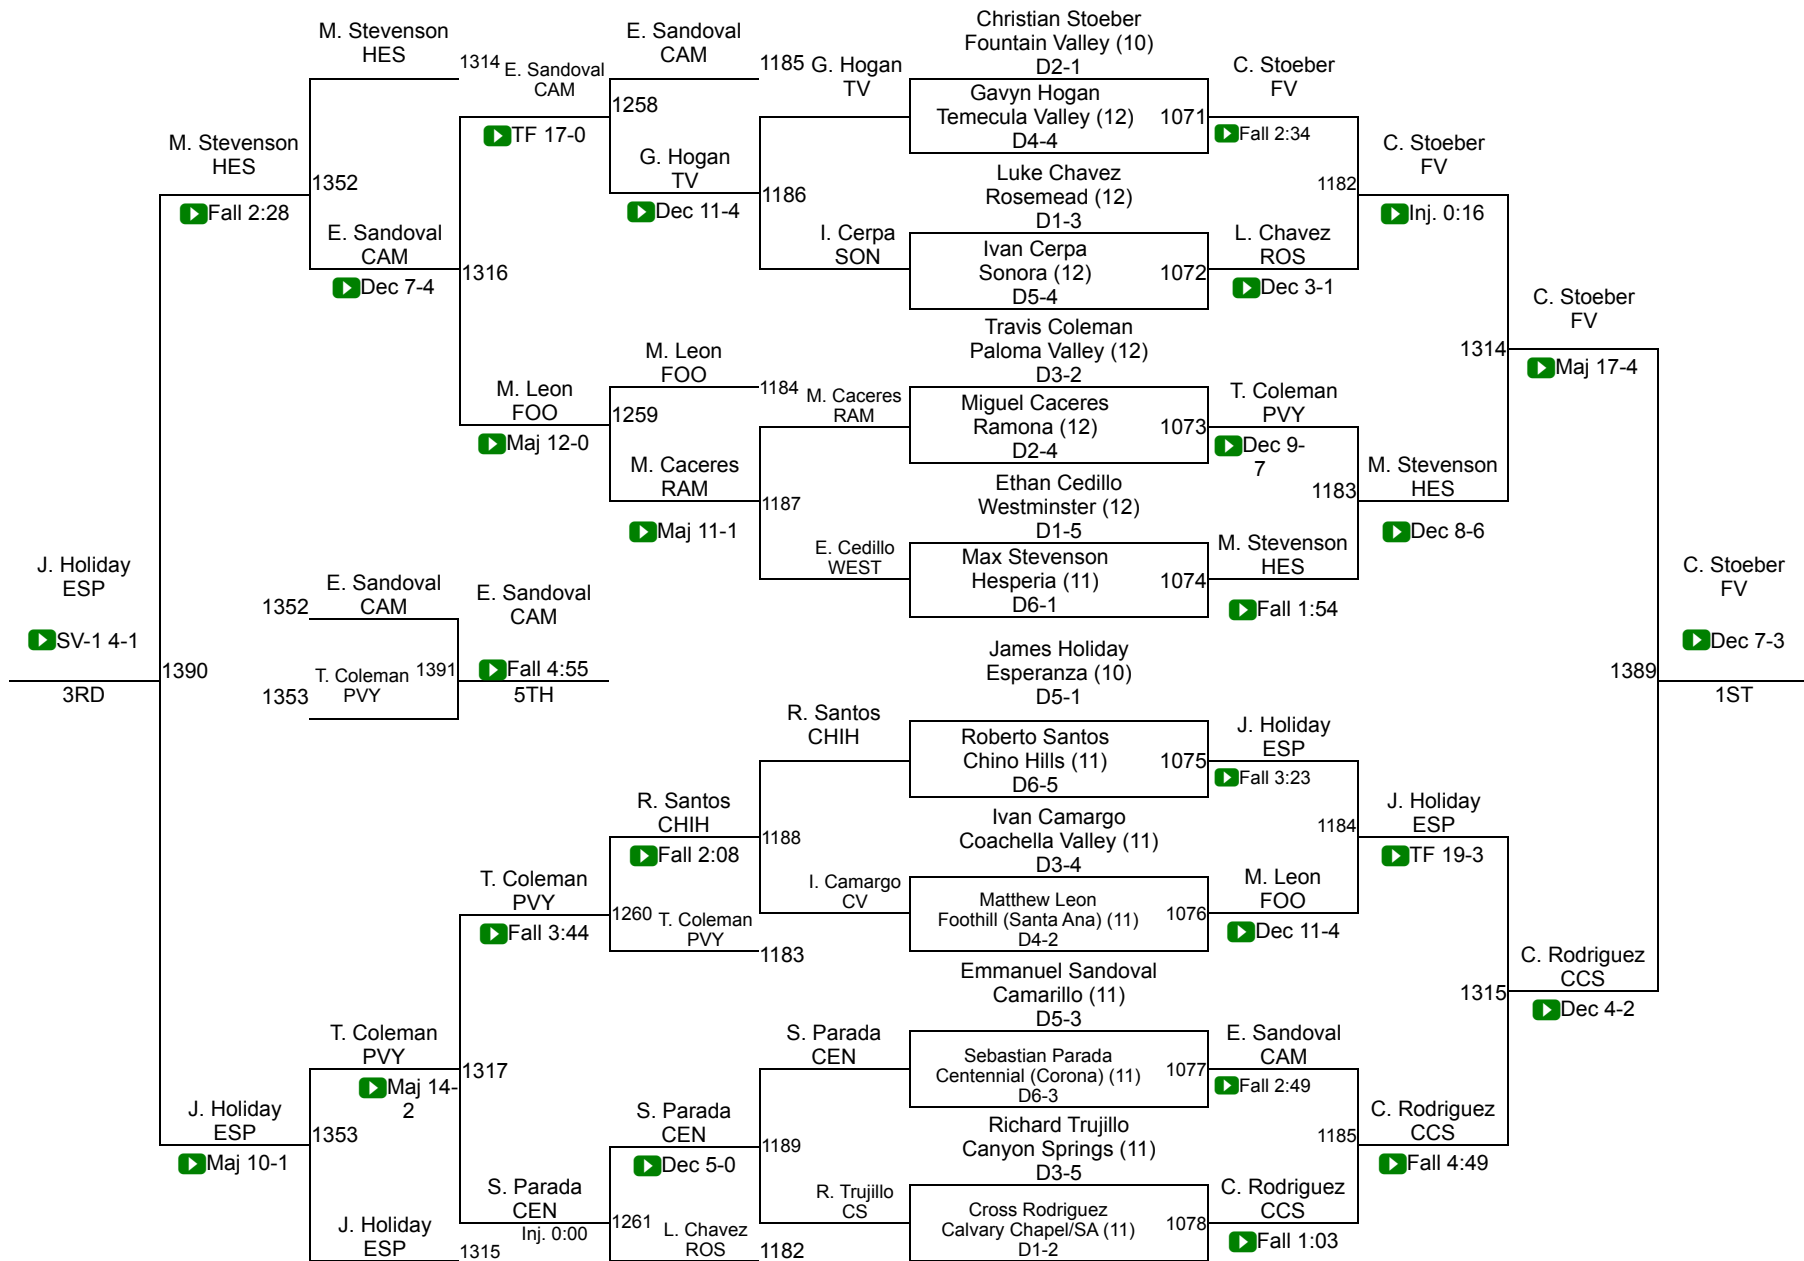 M. Stevenson
HES
1314
E. Sandoval
CAM
E. Sandoval
CAM
1185
G. Hogan
TV
Christian Stoeber
Fountain Valley (10)
D2-1
Gavyn Hogan
Temecula Valley (12)
D4-4
1071
C. Stoeber
FV
Fall 2:34
M. Stevenson
HES
Fall 2:28
1352
TF 17-0
1258
G. Hogan
TV
Dec 11-4
1186
Luke Chavez
Rosemead (12)
D1-3
1182
C. Stoeber
FV
Inj. 0:16
E. Sandoval
CAM
Dec 7-4
1316
I. Cerpa
SON
Ivan Cerpa
Sonora (12)
D5-4
1072
L. Chavez
ROS
Dec 3-1
C. Stoeber
FV
Maj 17-4
1314
M. Leon
FOO
Maj 12-0
M. Leon
FOO
1184
1259
M. Caceres
RAM
Travis Coleman
Paloma Valley (12)
D3-2
Miguel Caceres
Ramona (12)
D2-4
1073
T. Coleman
PVY
Dec 9-
7
M. Caceres
RAM
Maj 11-1
1187
Ethan Cedillo
Westminster (12)
D1-5
1183
M. Stevenson
HES
Dec 8-6
E. Cedillo
WEST
Max Stevenson
Hesperia (11)
D6-1
1074
M. Stevenson
HES
Fall 1:54
J. Holiday
ESP
SV-1 4-1
3RD
1390
1352
E. Sandoval
CAM
1353
T. Coleman
PVY
1391
E. Sandoval
CAM
Fall 4:55
5TH
C. Stoeber
FV
Dec 7-3
1389
1ST
James Holiday
Esperanza (10)
D5-1
R. Santos
CHIH
Roberto Santos
Chino Hills (11)
D6-5
1075
J. Holiday
ESP
Fall 3:23
R. Santos
CHIH
Fall 2:08
1188
Ivan Camargo
Coachella Valley (11)
D3-4
1184
J. Holiday
ESP
TF 19-3
T. Coleman
PVY
Fall 3:44
1260
T. Coleman
PVY
1183
I. Camargo
CV
Matthew Leon
Foothill (Santa Ana) (11)
D4-2
1076
M. Leon
FOO
Dec 11-4
Emmanuel Sandoval
Camarillo (11)
D5-3
1315
C. Rodriguez
CCS
Dec 4-2
T. Coleman
PVY
Maj 14-
2
1317
S. Parada
CEN
Sebastian Parada
Centennial (Corona) (11)
D6-3
1077
E. Sandoval
CAM
Fall 2:49
J. Holiday
ESP
Maj 10-1
1353
S. Parada
CEN
Dec 5-0
1189
Richard Trujillo
Canyon Springs (11)
D3-5
1185
C. Rodriguez
CCS
Fall 4:49
S. Parada
CEN
Inj. 0:00
1261
J. Holiday
ESP
1315
L. Chavez
ROS
1182
R. Trujillo
CS
Cross Rodriguez
Calvary Chapel/SA (11)
D1-2
1078
C. Rodriguez
CCS
Fall 1:03